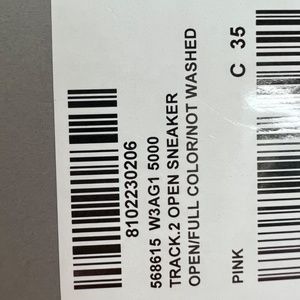 8102230206
568615 W3AG1 5000
TRACK.2 OPEN SNEAKER
OPEN/FULL COLOR/NOT WASHED
PINK
C 35